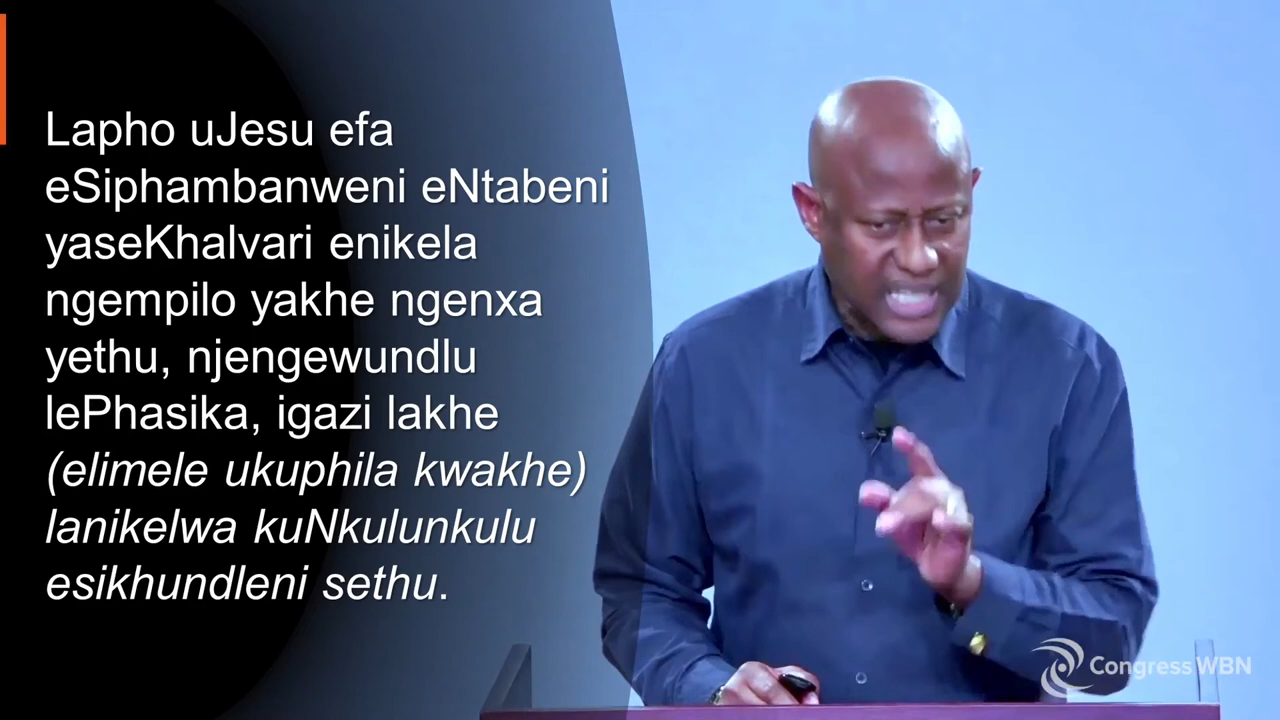 Lapho uJesu efa
eSiphambanweni eNtabeni
yaseKhalvari enikela
ngempilo yakhe ngenxa
yethu, njengewundlu
lePhasika, igazi lakhe
(elimele ukuphila kwakhe)
lanikelwa kuNkulunkulu
esikhundleni sethu.
Congress WBN